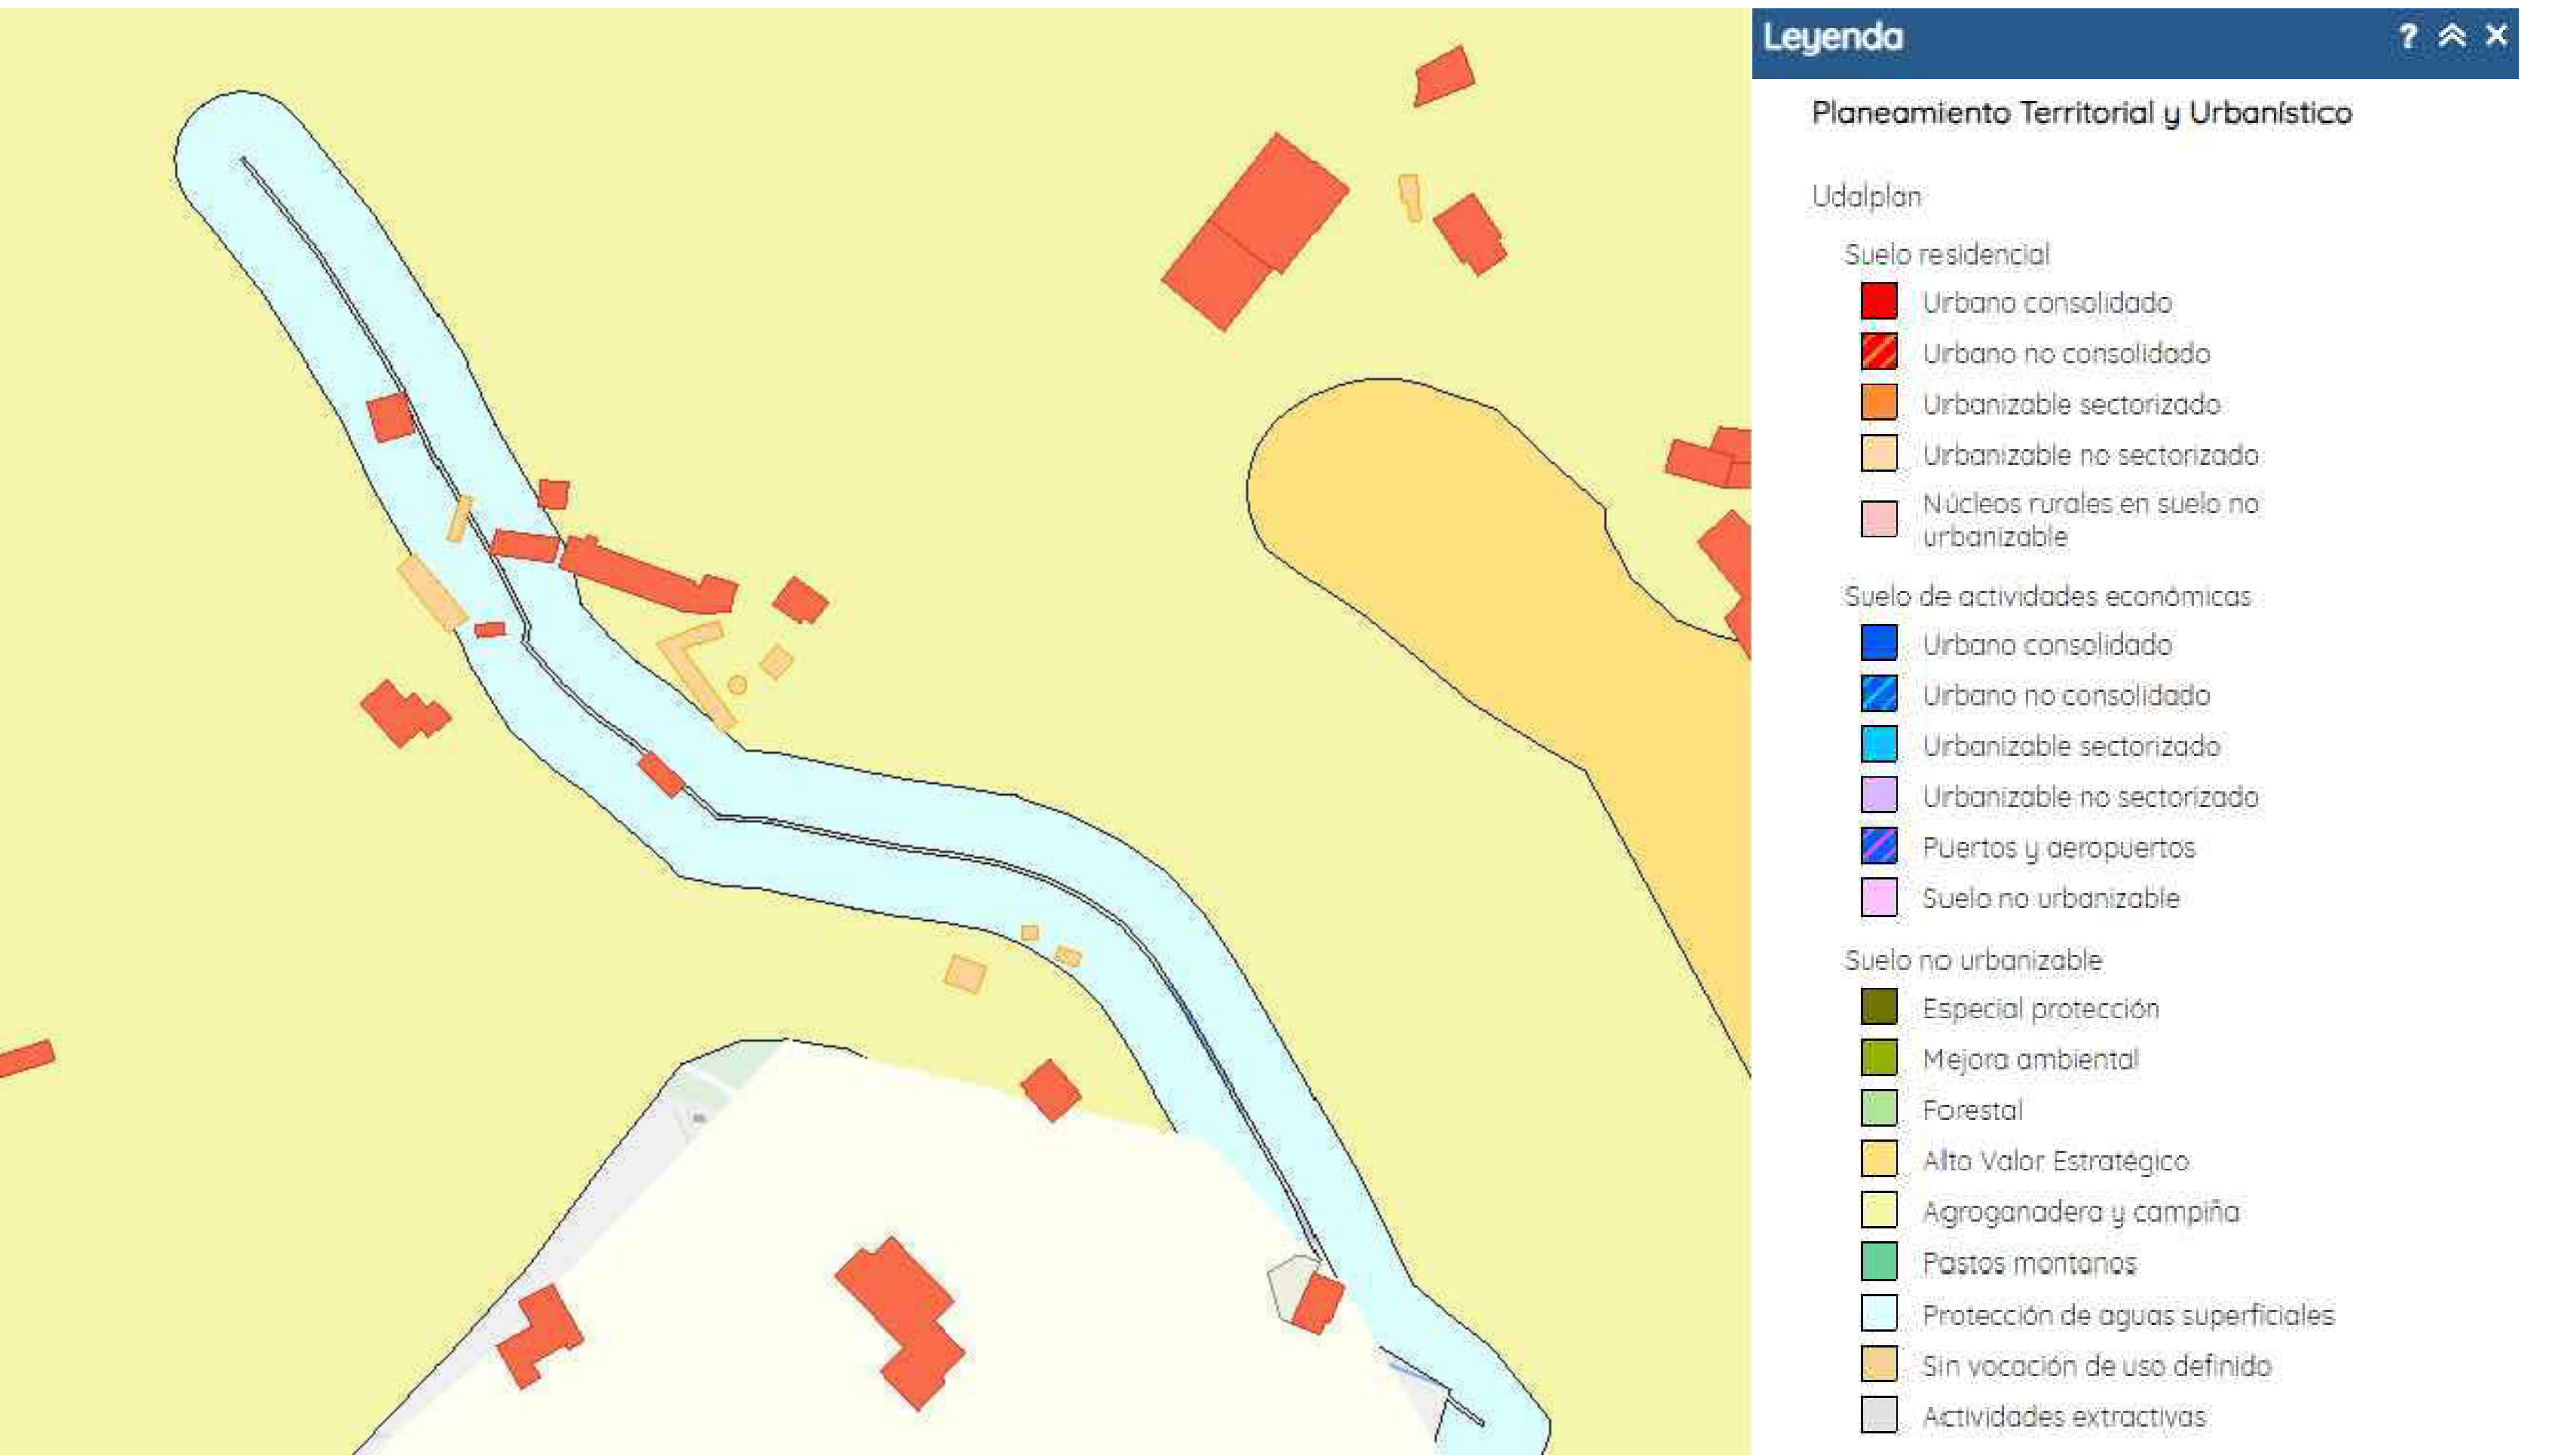 Leyenda
?
Planeamiento Territorial y Urbanístico
Udalplan
Suelo residencial
Urbano consolidado
Urbano no consolidado
Urbanizable sectorizado
Urbanizable no sectorizado
Núcleos rurales en suelo no
urbanizable
Suelo de actividades económicas
Urbano consolidado
Urbano no consolidado
Urbanizable sectorizado
Urbanizable no sectorizado
Puertos y aeropuertos
Suelo no urbanizable
Suelo no urbanizable
Especial protección
Mejora ambiental
Forestal
Alto Valor Estratégico
Agroganadera y campiña
Pastos montanos
Protección de aguas superficiales
Sin vocación de uso definido
Actividades extractivas